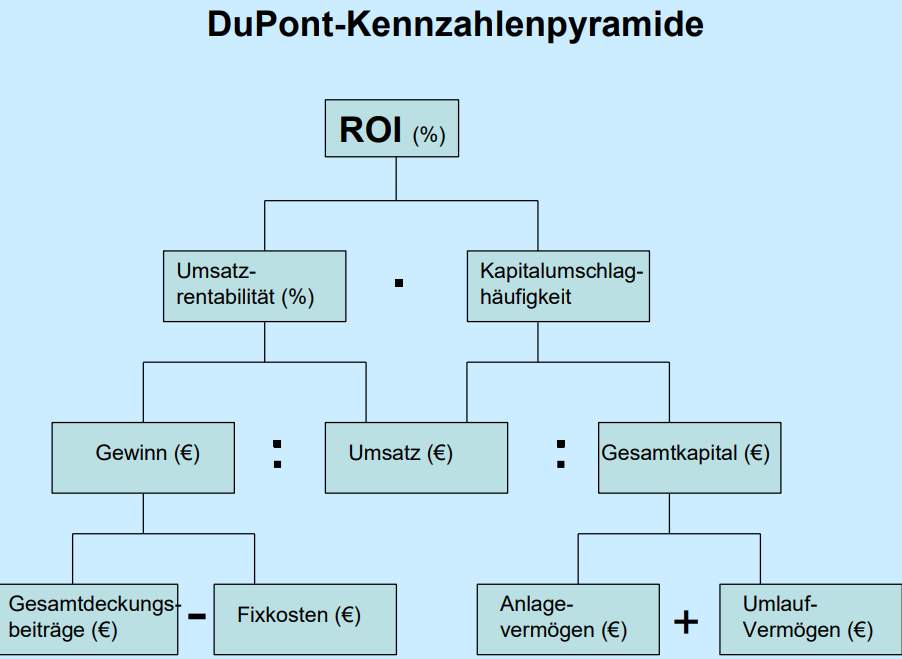 DuPont-Kennzahlenpyramide
ROI (%)
Umsatz-
rentabilität (%)
·
Kapitalumschlag-
häufigkeit
Gewinn (€)
:
Umsatz (€)
:
Gesamtkapital (€)
Gesamtdeckungs-
beiträge (€)
-
Fixkosten (€)
Anlage-
vermögen (€)
+
Umlauf-
Vermögen (€)